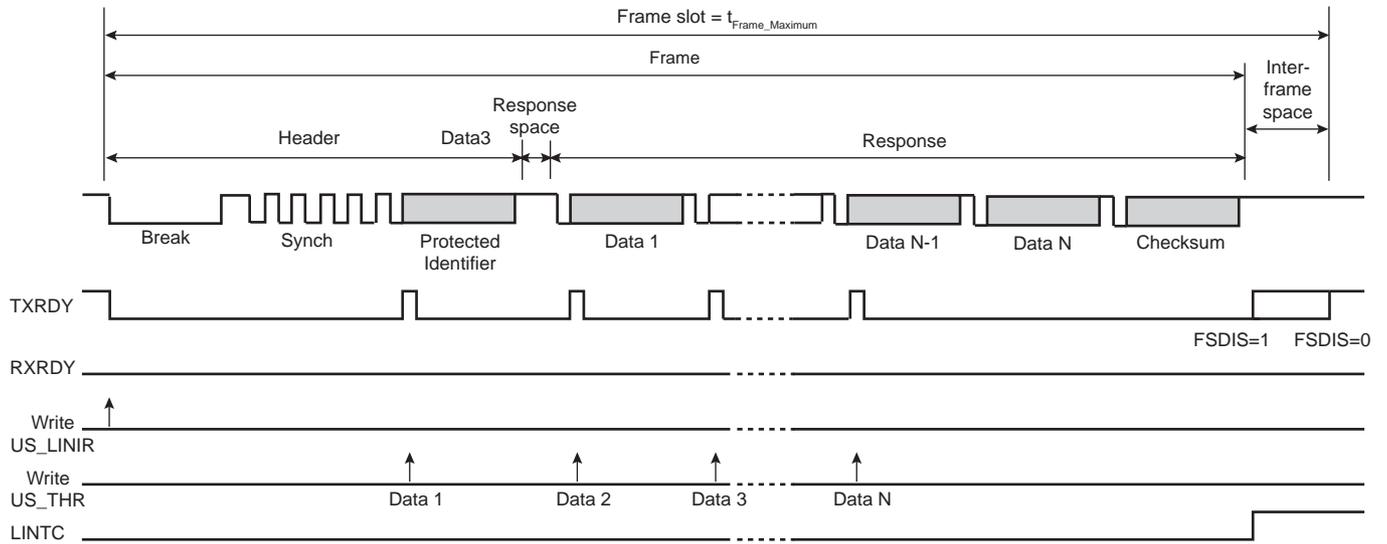 Frame slot = tFrame_Maximum
Frame
Inter-
frame
space
Response
space
Header
Data3
Response
Break
Synch
Protected
Identifier
Data 1
Data N-1
Data N
Checksum
TXRDY
FSDIS=1
FSDIS=0
RXRDY
Write
US_LINIR
Write
US_THR
Data 1
Data 2
Data 3
Data N
LINTC